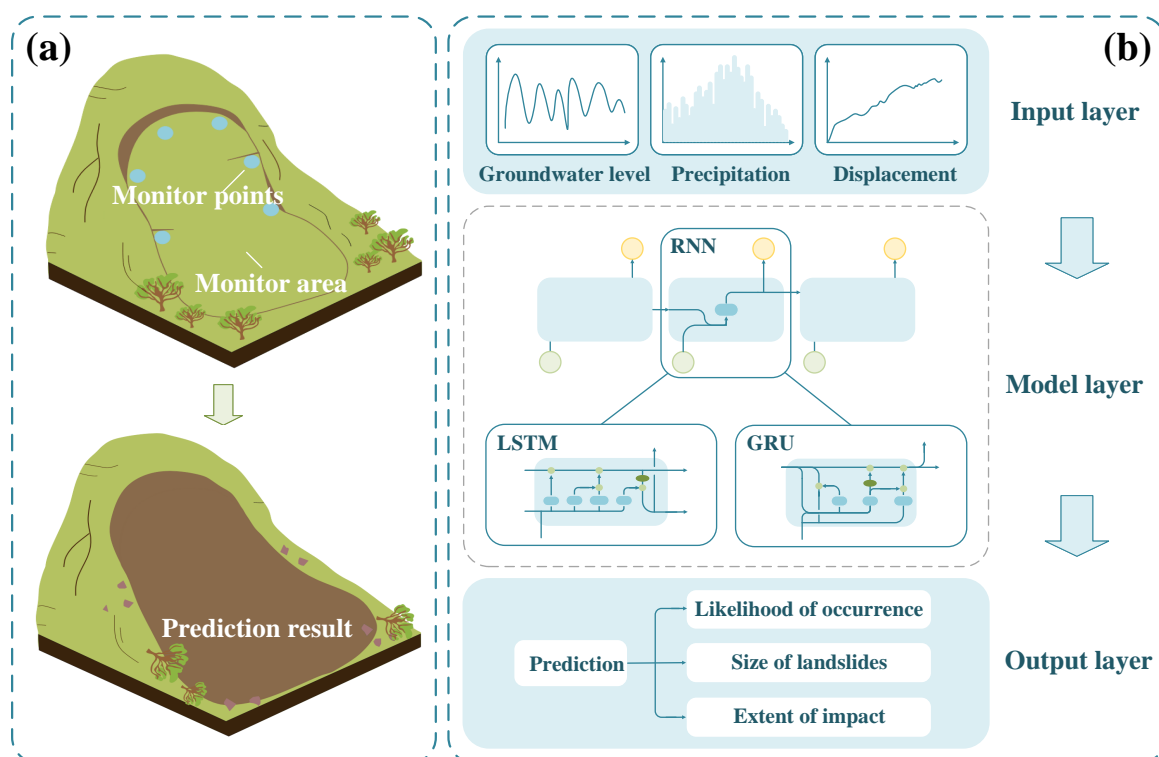 (a)
Monitor points
Monitor area
Prediction result
(b)
Groundwater level
Precipitation
Displacement
Input layer
RNN
LSTM
GRU
Model layer
Prediction
Likelihood of occurrence
Size of landslides
Extent of impact
Output layer